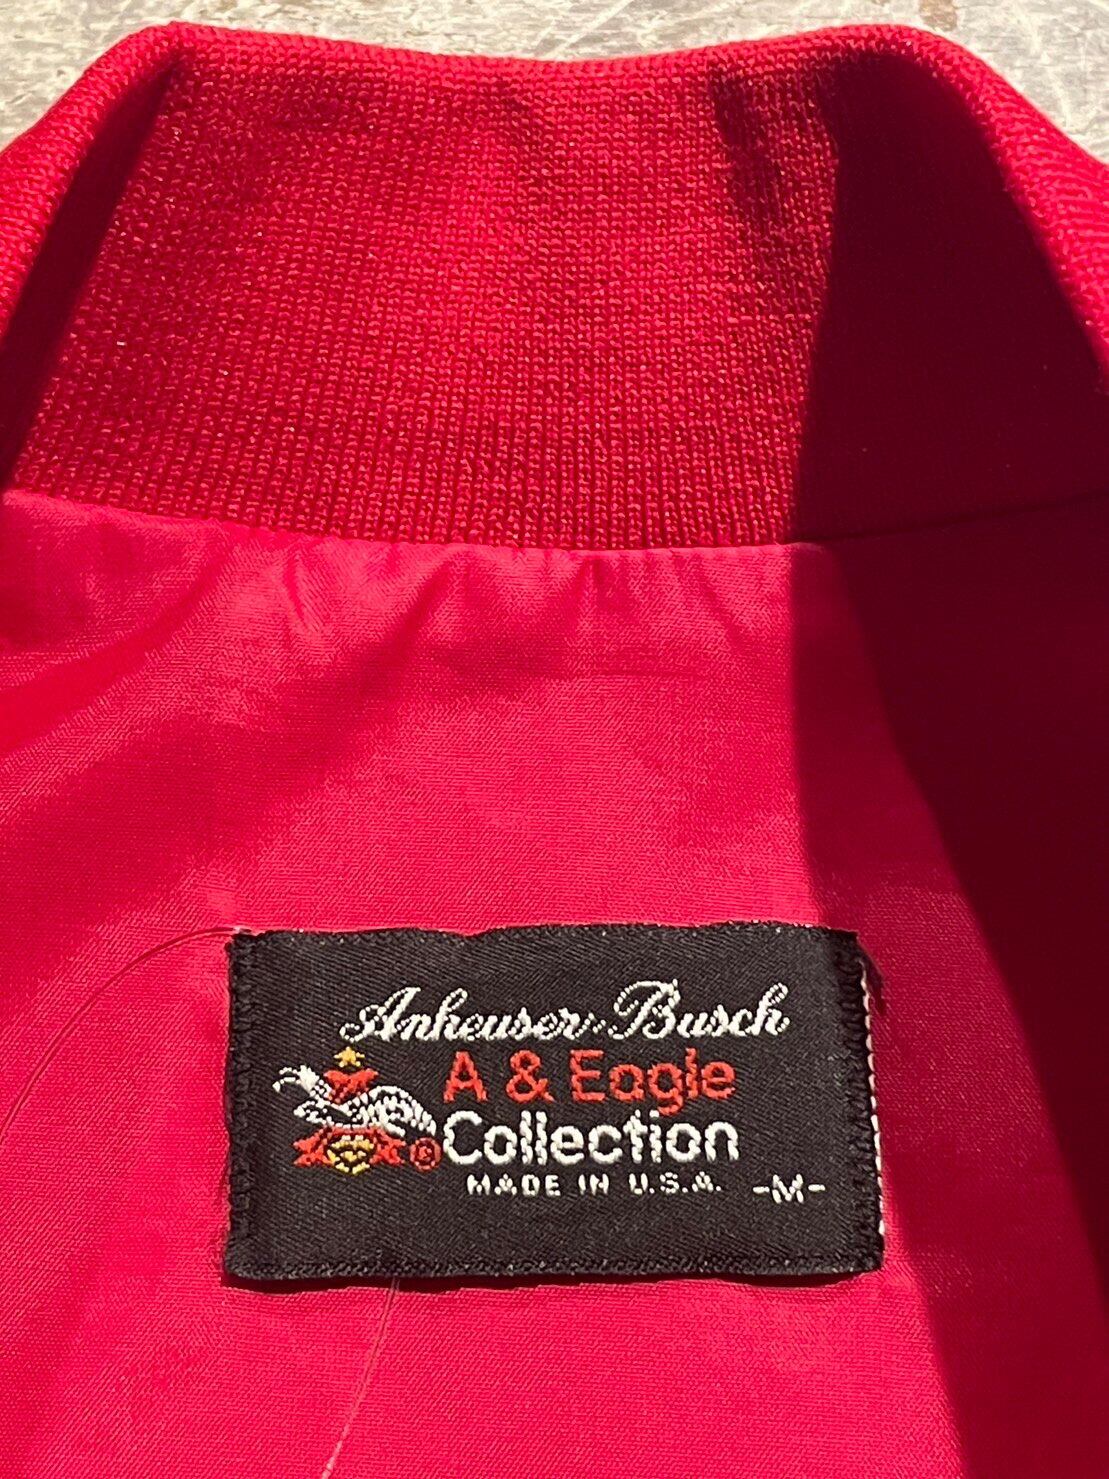 Anheuser-Busch
A & Eagle
©Collection
MADE IN U.S.A. -M-